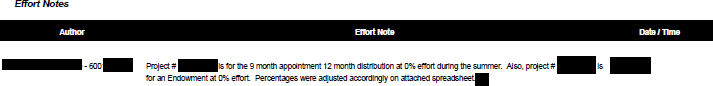 Effort Notes
Author Effort Note Date / Time
- 600 Project # is for the 9 month appointment 12 month distribution at 0% effort during the summer. Also, project # is
for an Endowment at 0% effort. Percentages were adjusted accordingly on attached spreadsheet.